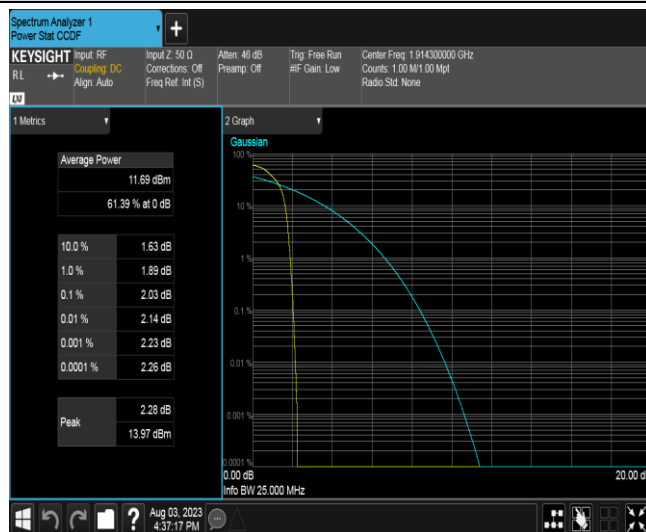 Spectrum Analyzer 1
Power Stat CCDF
+
KEYSIGHT
RL
LXI
Input: RF
Coupling: DC
Align: Auto
Input Z: 50 Ω
Corrections: Off
Freq Ref: Int (S)
Atten: 46 dB
Preamp: Off
Trig: Free Run
#IF Gain: Low
Center Freq: 1.914300000 GHz
Counts: 1.00 M/1.00 Mpt
Radio Std: None
1 Metrics
Average Power
11.69 dBm
61.39 % at 0 dB
10.0 % 1.63 dB
1.0 % 1.89 dB
0.1 % 2.03 dB
0.01 % 2.14 dB
0.001 % 2.23 dB
0.0001 % 2.26 dB
Peak
2.28 dB
13.97 dBm
2 Graph
Gaussian
100 %
10 %
1 %
0.1 %
0.01 %
0.001 %
0.0001 %
0.00 dB
20.00 d
Info BW 25.000 MHz
?
Aug 03, 2023
4:37:17 PM